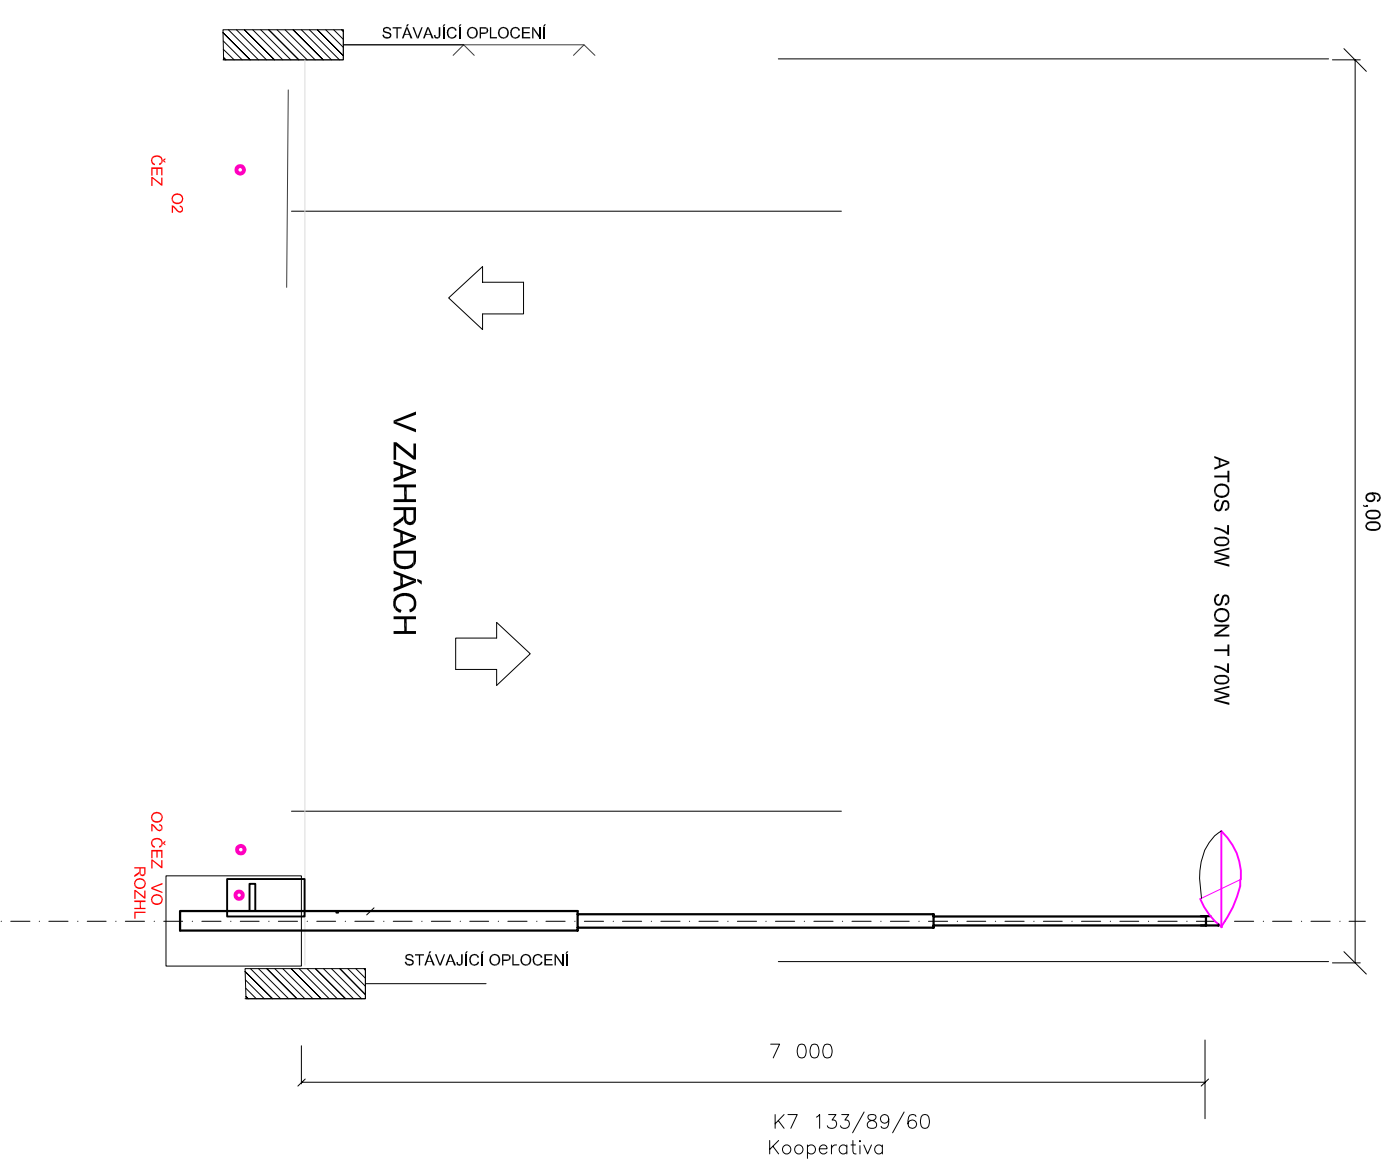 STÁVAJÍCÍ OPLOCENÍ
ČEZ
O2
V ZAHRADÁCH
ATOS 70W SON T 70W
6,00
O2 ČEZ VO
ROZHL
STÁVAJÍCÍ OPLOCENÍ
7 000
K7 133/89/60
Kooperativa